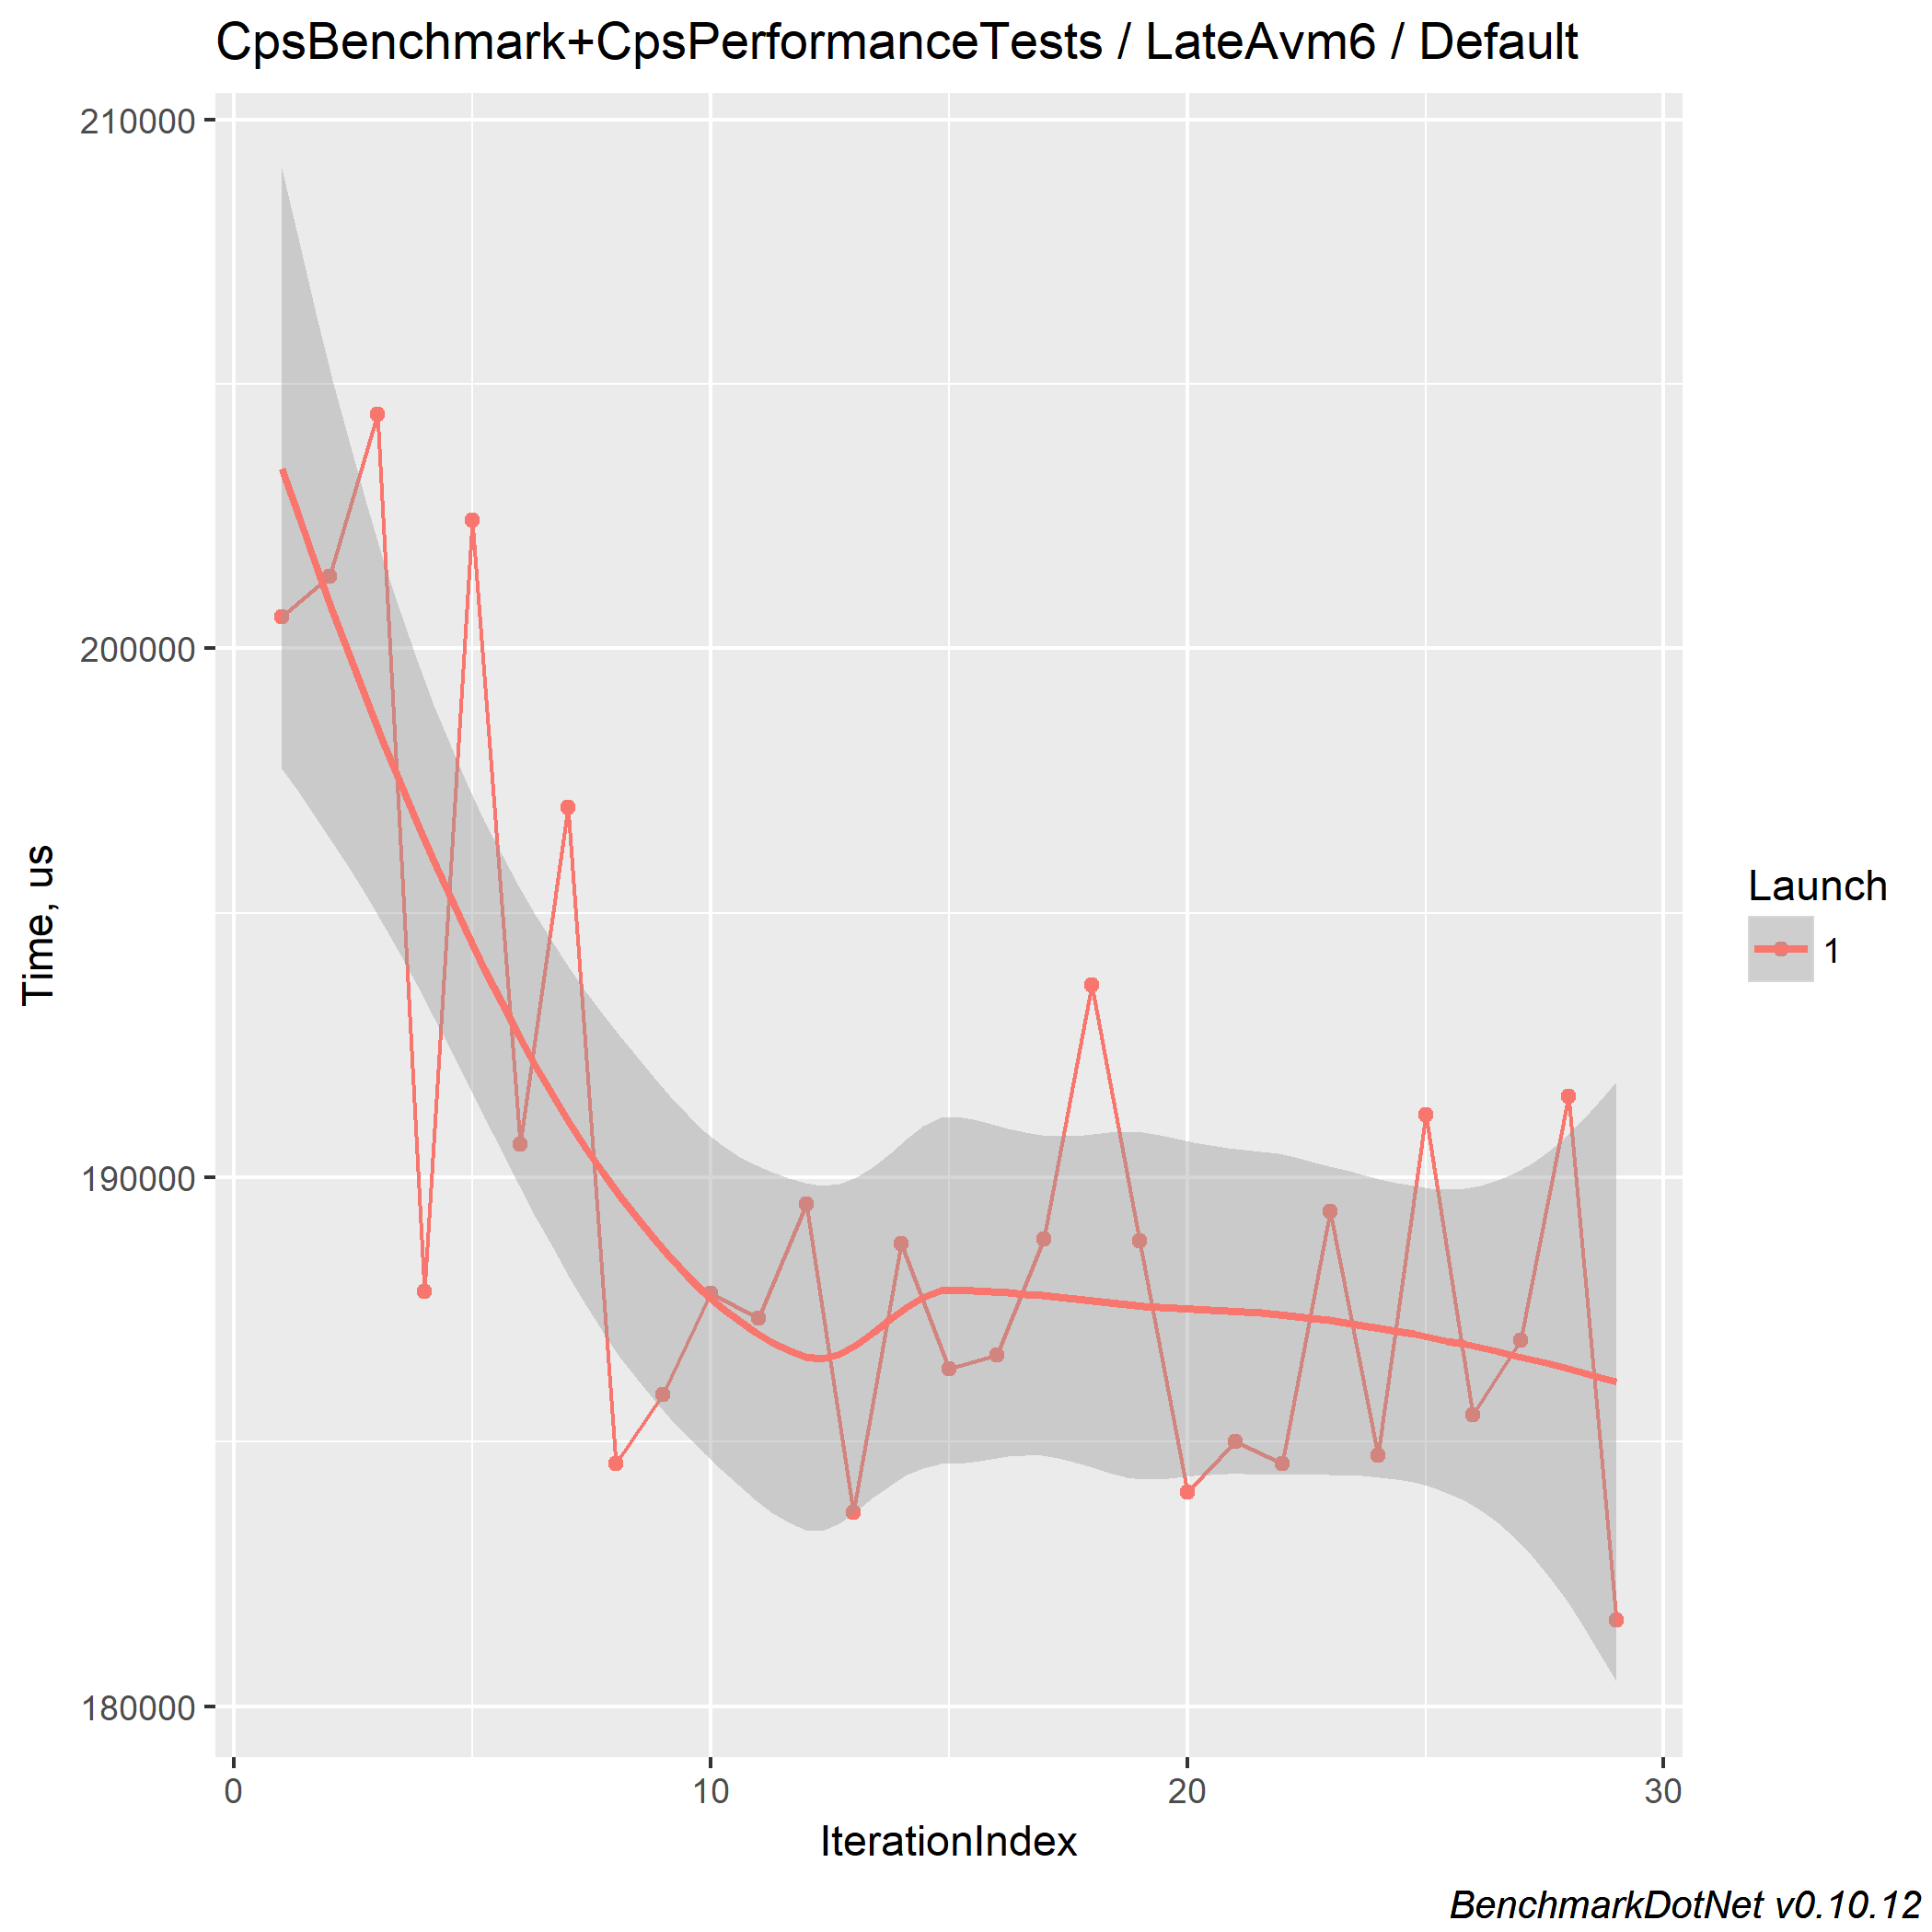 CpsBenchmark+CpsPerformanceTests / LateAvm6 / Default
210000
200000
190000
180000
Time, us
0 10 20 30
IterationIndex
Launch
1
BenchmarkDotNet v0.10.12